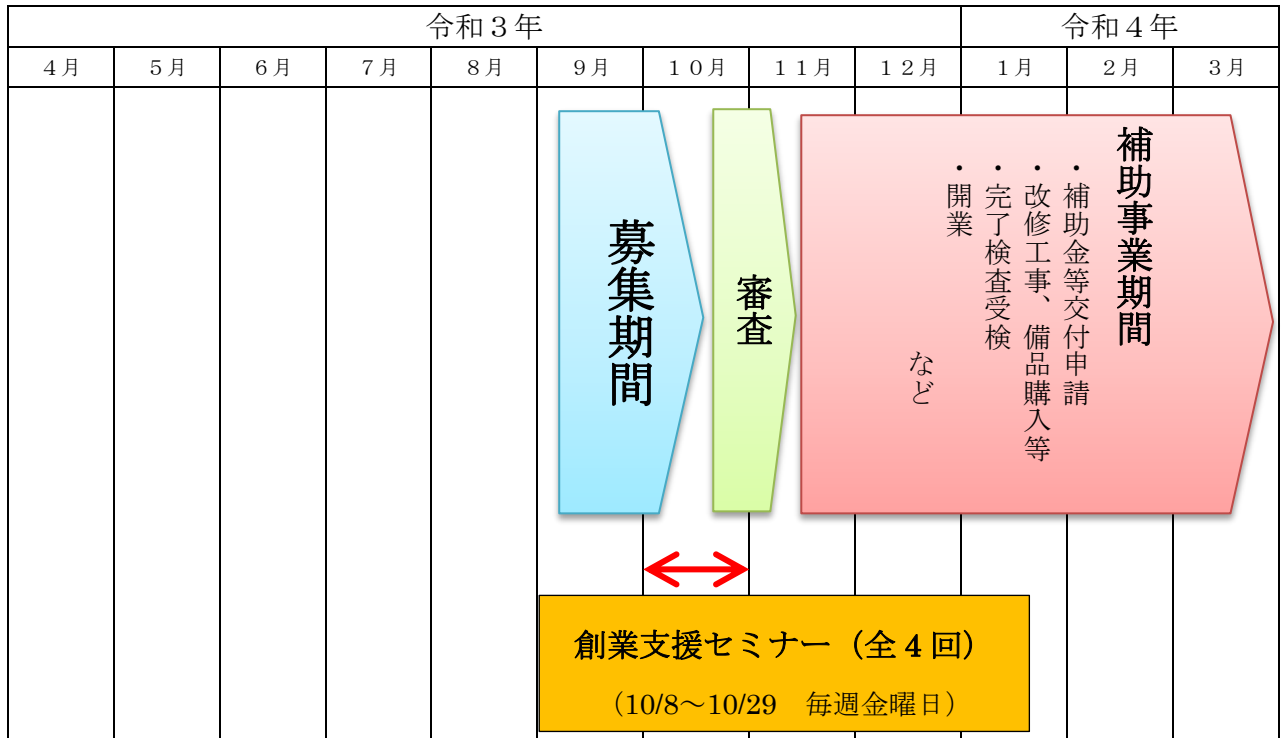 令和３年
令和４年
４月
５月
６月
７月
８月
９月
１０月
１１月
１２月
１月
２月
３月
募集期間
審査
補助事業期間
・補助金等交付申請
・改修工事、備品購入等
・完了検査受検
・開業
など
創業支援セミナー（全４回）
（10/8～10/29　毎週金曜日）